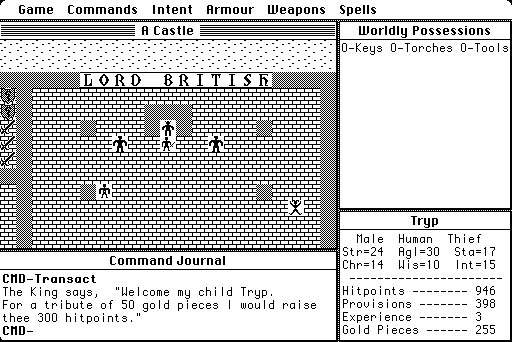 Game Commands Intent Armour Weapons Spells
A Castle
LORD BRITISH
Worldly Possessions
0-Keys 0-Torches 0-Tools
Tryp
Male Human Thief
Str=24 Agl=30 Sta=17
Chr=14 Wis=10 Int=15
Hitpoints ------- 946
Provisions ------ 398
Experience ------ 3
Gold Pieces ----- 255
Command Journal
CMD-Transact
The King says, "Welcome my child Tryp.
For a tribute of 50 gold pieces I would raise
thee 300 hitpoints."
CMD-